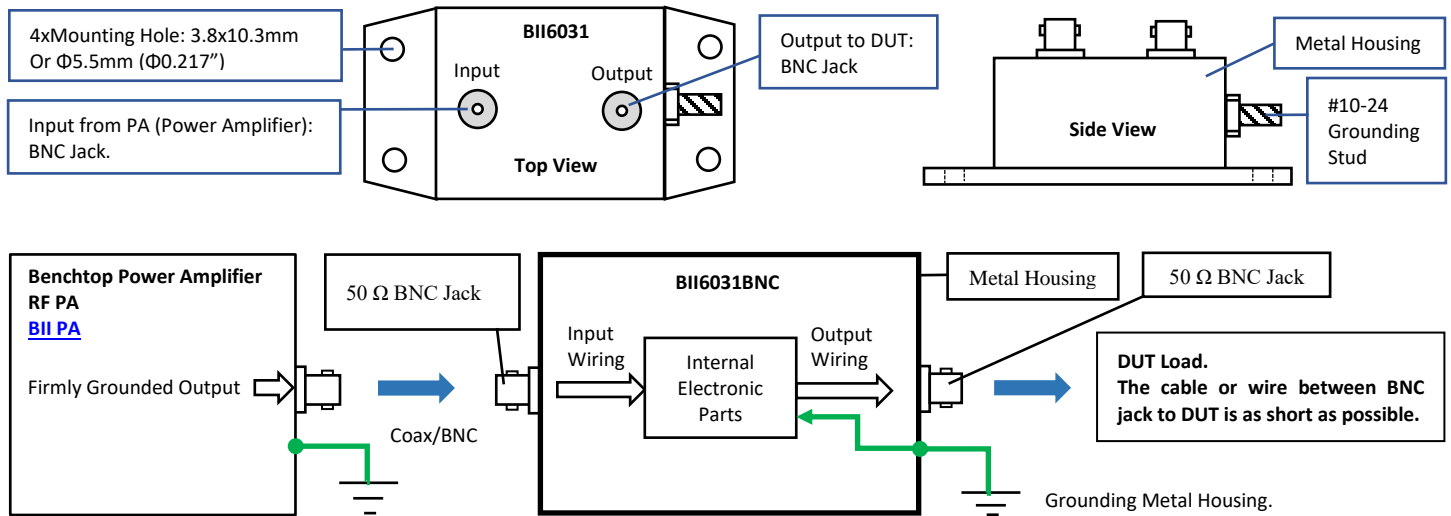 4xMounting Hole: 3.8x10.3mm
Or Φ5.5mm (Φ0.217”)
Input from PA (Power Amplifier):
BNC Jack.
BII6031
Input
Output
Top View
Output to DUT:
BNC Jack
Side View
Metal Housing
#10-24
Grounding
Stud
Benchtop Power Amplifier
RF PA
BII PA
Firmly Grounded Output
50 Ω BNC Jack
Coax/BNC
BII6031BNC
Input
Wiring
Internal
Electronic
Parts
Output
Wiring
Metal Housing
50 Ω BNC Jack
DUT Load.
The cable or wire between BNC
jack to DUT is as short as possible.
Grounding Metal Housing.